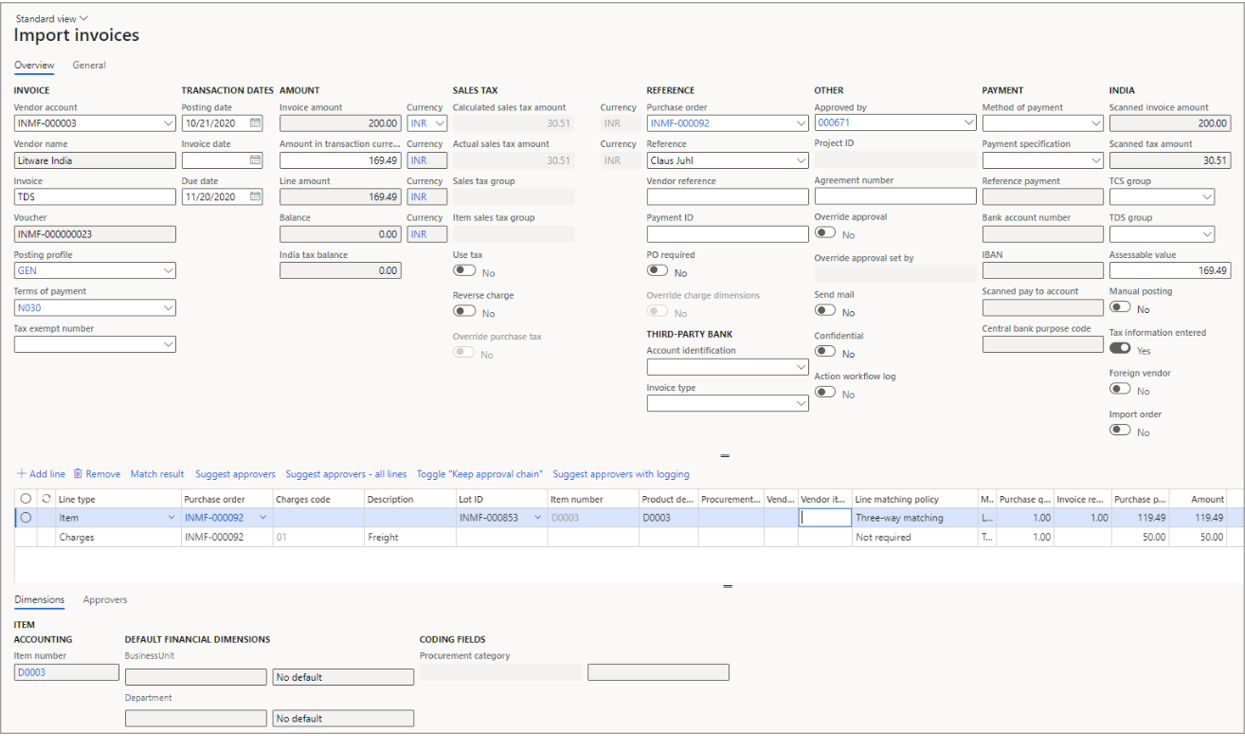 Standard view
Import invoices
Overview General
INVOICE TRANSACTION DATES AMOUNT SALES TAX REFERENCE OTHER PAYMENT INDIA
Vendor account Posting date Invoice amount Currency Calculated sales tax amount Currency Purchase order Approved by Method of payment Scanned invoice amount
INMF-000003 10/21/2020 200.00 INR 30.51 INR INMF-000092 000671 200.00
Vendor name Invoice date Amount in transaction curre... Currency Actual sales tax amount Currency Reference Project ID Payment specification Scanned tax amount
Litware India 169.49 INR 30.51 INR Claus Juhl 30.51
Invoice Due date Line amount Currency Sales tax group Vendor reference Agreement number Reference payment TCS group
TDS 11/20/2020 169.49 INR
Voucher Balance Currency Item sales tax group Payment ID Override approval Bank account number TDS group
INMF-000000023 0.00 INR No
Posting profile India tax balance Use tax PO required Override approval set by IBAN Assessable value
GEN 0.00 No No 169.49
Terms of payment Reverse charge Override charge dimensions Send mail Scanned pay to account Manual posting
N030 No No No No
Tax exempt number Override purchase tax THIRD-PARTY BANK Confidential Central bank purpose code Tax information entered
No Account identification No Yes
Invoice type Action workflow log Foreign vendor
No No
Import order
No
Add line Remove Match result Suggest approvers Suggest approvers - all lines Toggle "Keep approval chain" Suggest approvers with logging
Line type Purchase order Charges code Description Lot ID Item number Product de... Procurement... Vend... Vendor it... Line matching policy M.. Purchase q... Invoice re... Purchase p... Amount
Item INMF-000092 INMF-000853 D0003 D0003 Three-way matching L... 1.00 1.00 119.49 119.49
Charges INMF-000092 01 Freight Not required T... 1.00 50.00 50.00
Dimensions Approvers
ITEM
ACCOUNTING DEFAULT FINANCIAL DIMENSIONS CODING FIELDS
Item number BusinessUnit Procurement category
D0003 No default
Department
No default